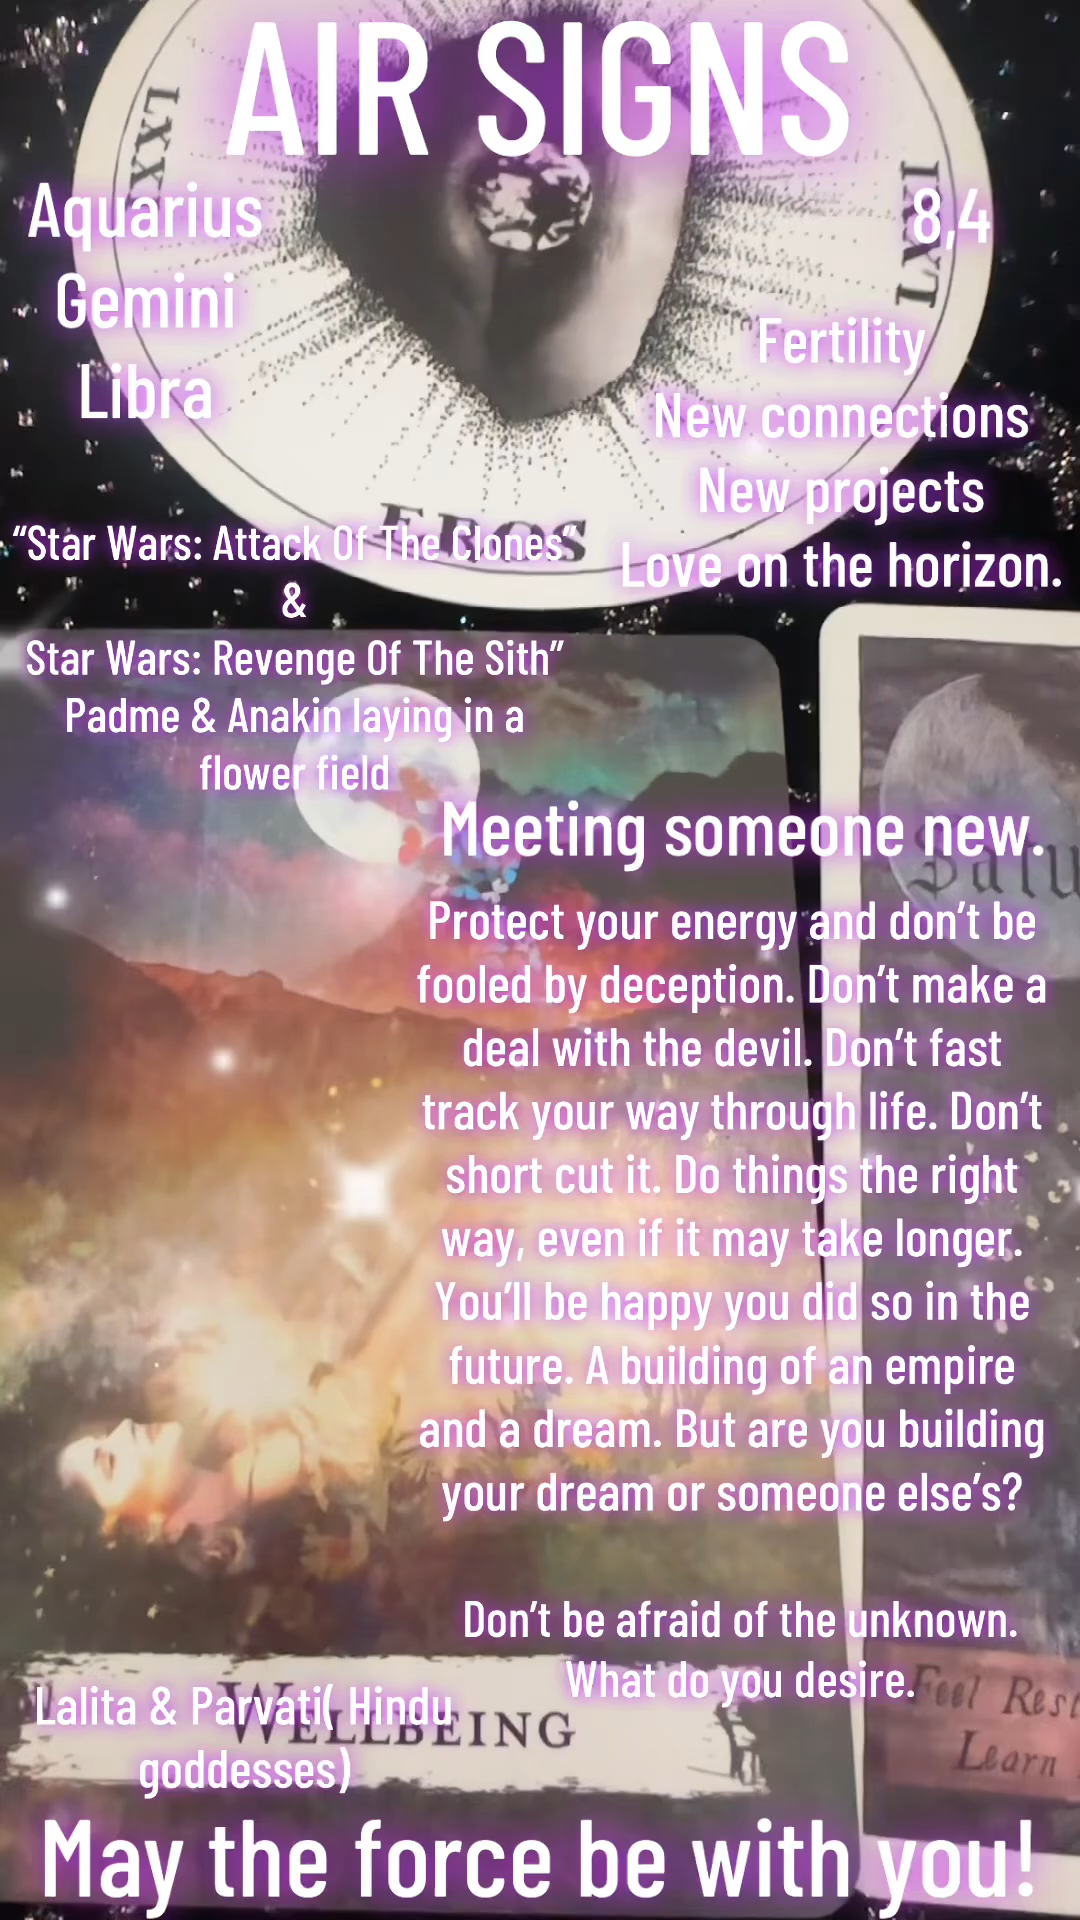 AIR SIGNS
Aquarius
Gemini
Libra
8,4
Fertility
New connections
New projects
Love on the horizon.
EROS
“Star Wars: Attack Of The Clones”
&
Star Wars: Revenge Of The Sith”
Padme & Anakin laying in a
flower field
Meeting someone new.
Protect your energy and don’t be
fooled by deception. Don’t make a
deal with the devil. Don’t fast
track your way through life. Don’t
short cut it. Do things the right
way, even if it may take longer.
You’ll be happy you did so in the
future. A building of an empire
and a dream. But are you building
your dream or someone else’s?
Don’t be afraid of the unknown.
What do you desire.
Feel
Learn
Lalita & Parvati( Hindu
goddesses)
WELLBEING
May the force be with you!